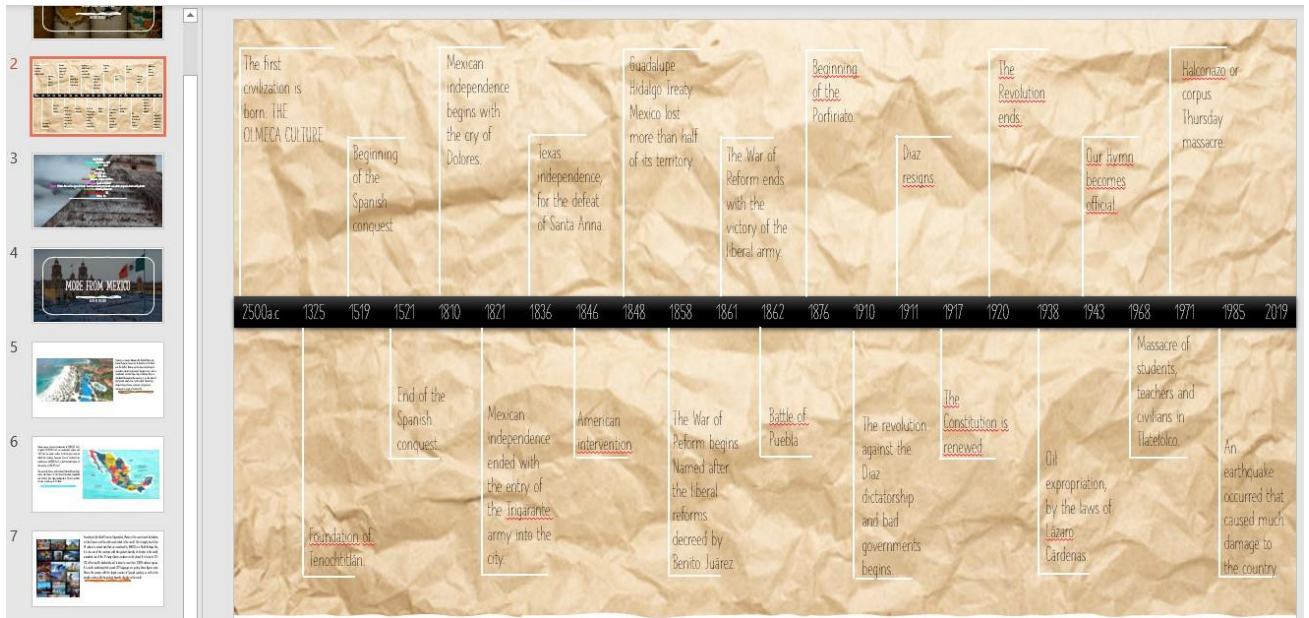 2
3
4
5
6
7
MORE FROM MEXICO
The first
civilization is
born. THE
OLMECA CULTURE
Beginning
of the
Spanish
conquest
Mexican
independence
begins with
the cry of
Dolores.
Texas
independence,
for the defeat
of Santa Anna.
Guadalupe
Hidalgo Treaty.
Mexico lost
more than half
of its territory.
The War of
Reform ends
with the
victory of the
liberal army.
Beginning
of the
Porfiriato.
Diaz
resigns.
The
Revolution
ends.
Our Hymn
becomes
official.
Halconazo or
corpus
Thursday
massacre.
2500a.c 1325 1519 1521 1810 1821 1836 1846 1848 1858 1861 1862 1876 1910 1911 1917 1920 1938 1943 1968 1971 1985 2019
Foundation of
Tenochtitlán.
End of the
Spanish
conquest.
Mexican
independence
ended with
the entry of
the Trigarante
army into the
city.
American
intervention
The War of
Reform begins.
Named after
the liberal
reforms
decreed by
Benito Juárez.
Battle of
Puebla
The revolution
against the
Diaz
dictatorship
and bad
governments
begins.
The
Constitution is
renewed.
Oil
expropriation,
by the laws of
Lázaro
Cárdenas.
Massacre of
students,
teachers and
civilians in
Tlatelolco.
An
earthquake
occurred that
caused much
damage to
the country